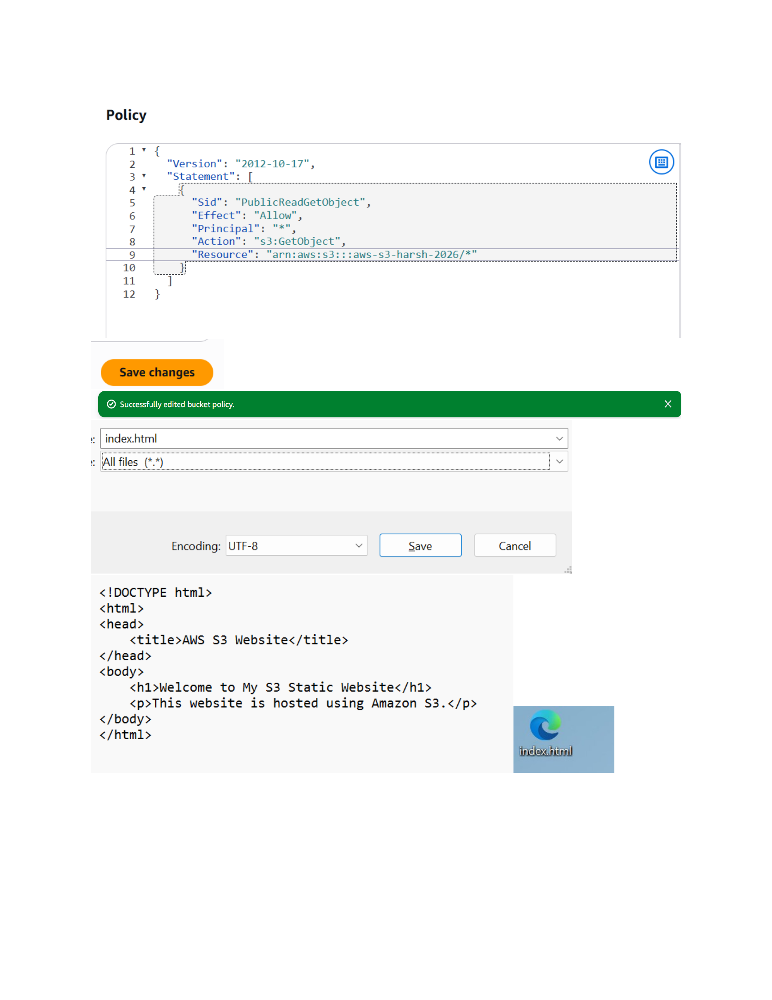 Policy
1 {
2 "Version": "2012-10-17",
3 "Statement": [
4 {
5 "Sid": "PublicReadGetObject",
6 "Effect": "Allow",
7 "Principal": "*",
8 "Action": "s3:GetObject",
9 "Resource": "arn:aws:s3:::aws-s3-harsh-2026/*"
10 }
11 ]
12 }
Save changes
Successfully edited bucket policy.
e: index.html
e: All files (*.*)
Encoding: UTF-8 Save Cancel
<!DOCTYPE html>
<html>
<head>
    <title>AWS S3 Website</title>
</head>
<body>
    <h1>Welcome to My S3 Static Website</h1>
    <p>This website is hosted using Amazon S3.</p>
</body>
</html>
index.html